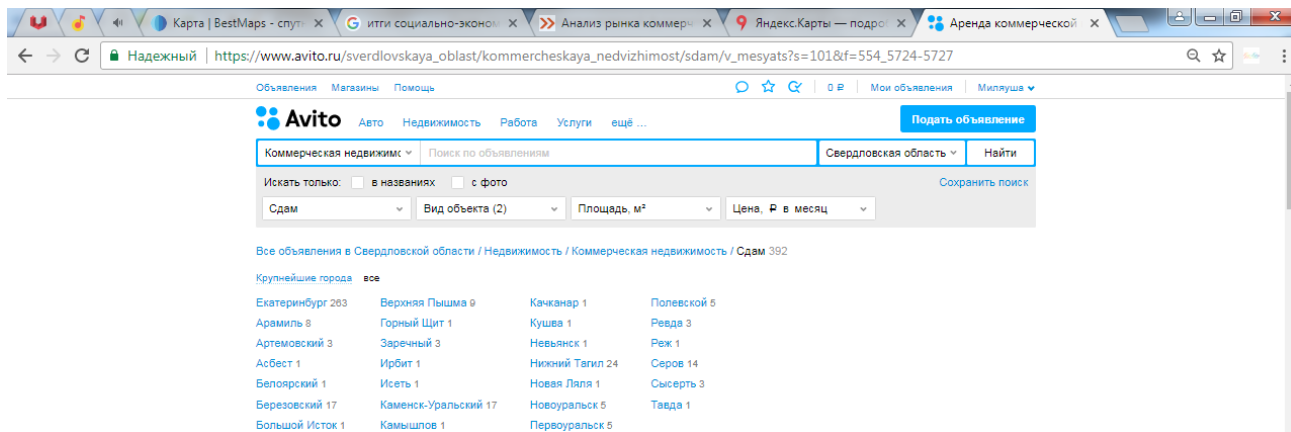 Карта | BestMaps - спут
итги социально-эконом
Анализ рынка коммерч
Яндекс.Карты — подро
Аренда коммерческой
Надежный https://www.avito.ru/sverdlovskaya_oblast/kommercheskaya_nedvizhimost/sdam/v_mesyats?s=101&f=554_5724-5727
Объявления Магазины Помощь 0 ₽ Мои объявления Миляуша
Avito Авто Недвижимость Работа Услуги ещё ... Подать объявление
Коммерческая недвижимс Поиск по объявлениям Свердловская область Найти
Искать только: в названиях с фото Сохранить поиск
Сдам Вид объекта (2) Площадь, м² Цена, ₽ в месяц
Все объявления в Свердловской области / Недвижимость / Коммерческая недвижимость / Сдам 392
Крупнейшие города все
Екатеринбург 263 Верхняя Пышма 9 Качканар 1 Полевской 5
Арамиль 8 Горный Щит 1 Кушва 1 Ревда 3
Артемовский 3 Заречный 3 Невьянск 1 Реж 1
Асбест 1 Ирбит 1 Нижний Тагил 24 Серов 14
Белоярский 1 Исеть 1 Новая Ляля 1 Сысерть 3
Березовский 17 Каменск-Уральский 17 Новоуральск 5 Тавда 1
Большой Исток 1 Камышлов 1 Первоуральск 5